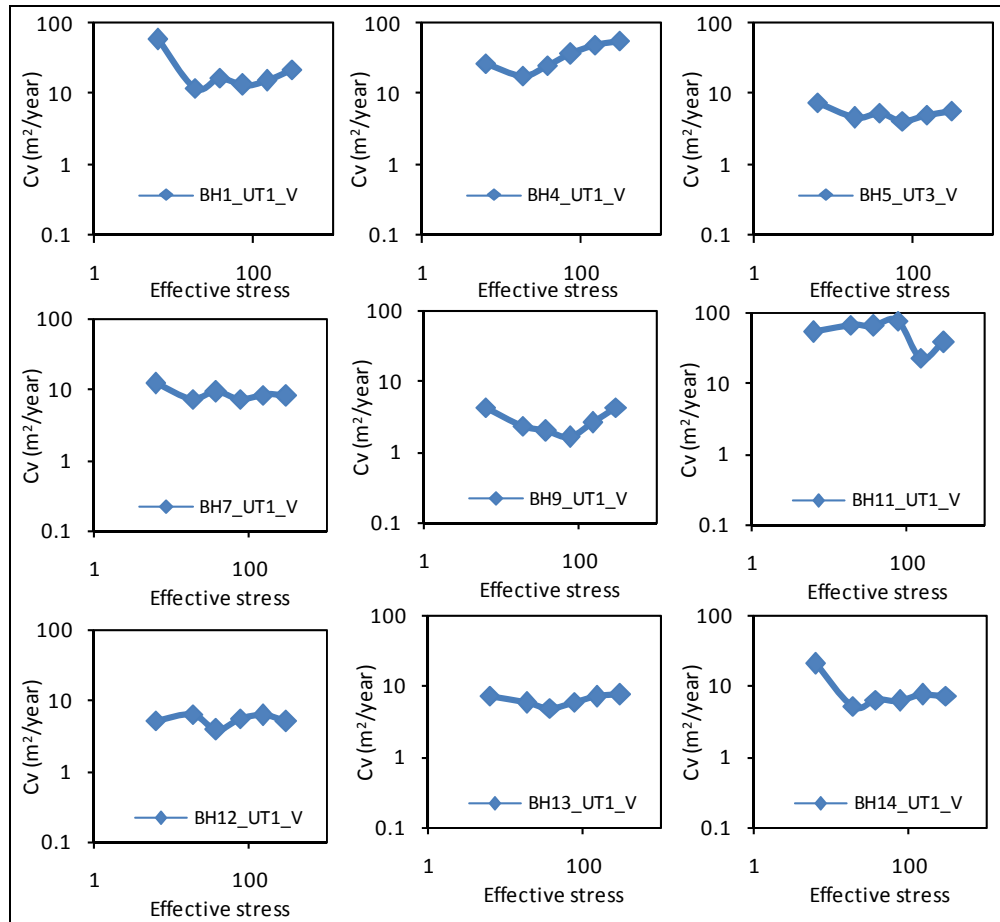 100
10
1
0.1
Cv (m²/year)
BH1_UT1_V
1 100
Effective stress
100
10
1
0.1
Cv (m²/year)
BH4_UT1_V
1 100
Effective stress
100
10
1
0.1
Cv (m²/year)
BH5_UT3_V
1 100
Effective stress
100
10
1
0.1
Cv (m²/year)
BH7_UT1_V
1 100
Effective stress
100
10
1
0.1
Cv (m²/year)
BH9_UT1_V
1 100
Effective stress
100
10
1
0.1
Cv (m²/year)
BH11_UT1_V
1 100
Effective stress
100
10
1
0.1
Cv (m²/year)
BH12_UT1_V
1 100
Effective stress
100
10
1
0.1
Cv (m²/year)
BH13_UT1_V
1 100
Effective stress
100
10
1
0.1
Cv (m²/year)
BH14_UT1_V
1 100
Effective stress